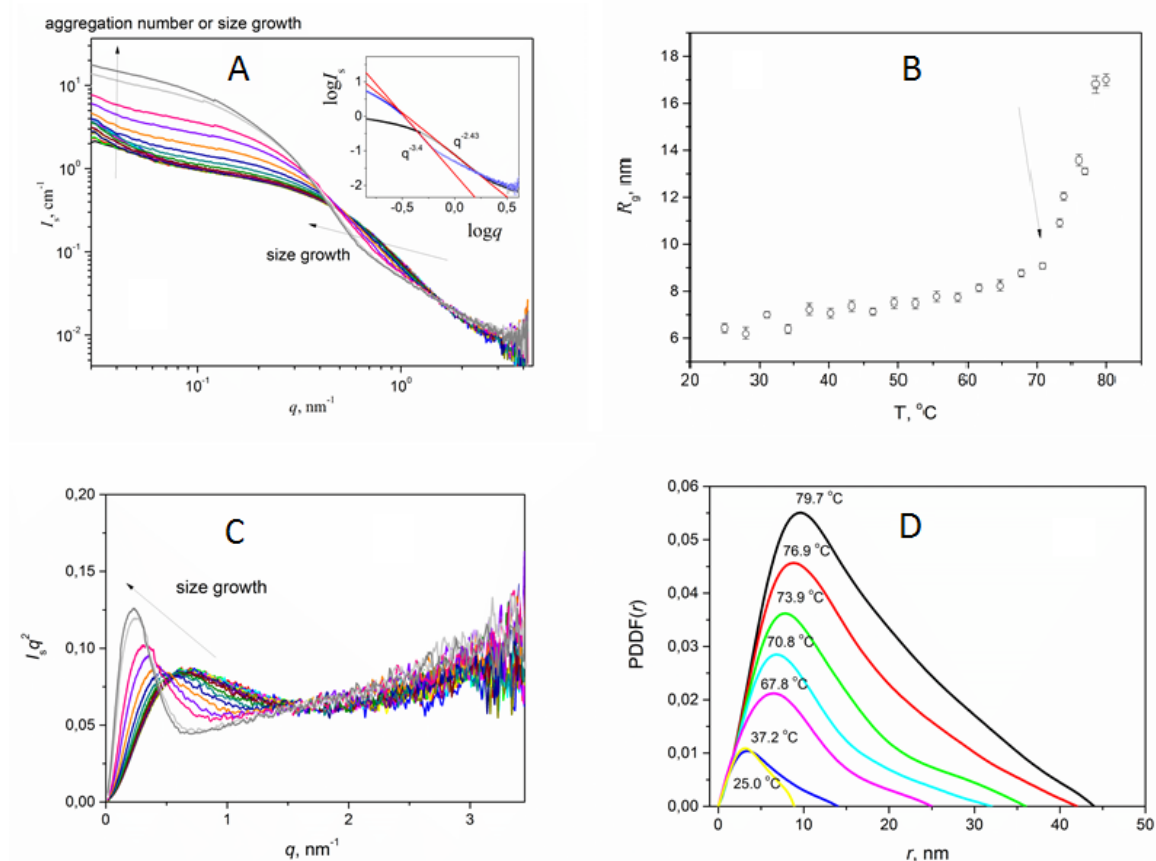 aggregation number or size growth
A
10¹
10⁰
10⁻¹
10⁻²
Iₛ, cm⁻¹
10⁻¹
10⁰
q, nm⁻¹
size growth
logIₛ
1
0
-1
-2
q⁻²·⁴³
q⁻³·⁴
-0,5
0,0
0,5
logq
B
18
16
14
12
10
8
6
R_g, nm
20
30
40
50
60
70
80
T, °C
C
0,20
0,15
0,10
0,05
0,00
Iₛq²
size growth
0
1
2
3
q, nm⁻¹
D
0,06
0,05
0,04
0,03
0,02
0,01
0,00
PDDF(r)
79.7 °C
76.9 °C
73.9 °C
70.8 °C
67.8 °C
37.2 °C
25.0 °C
0
10
20
30
40
50
r, nm